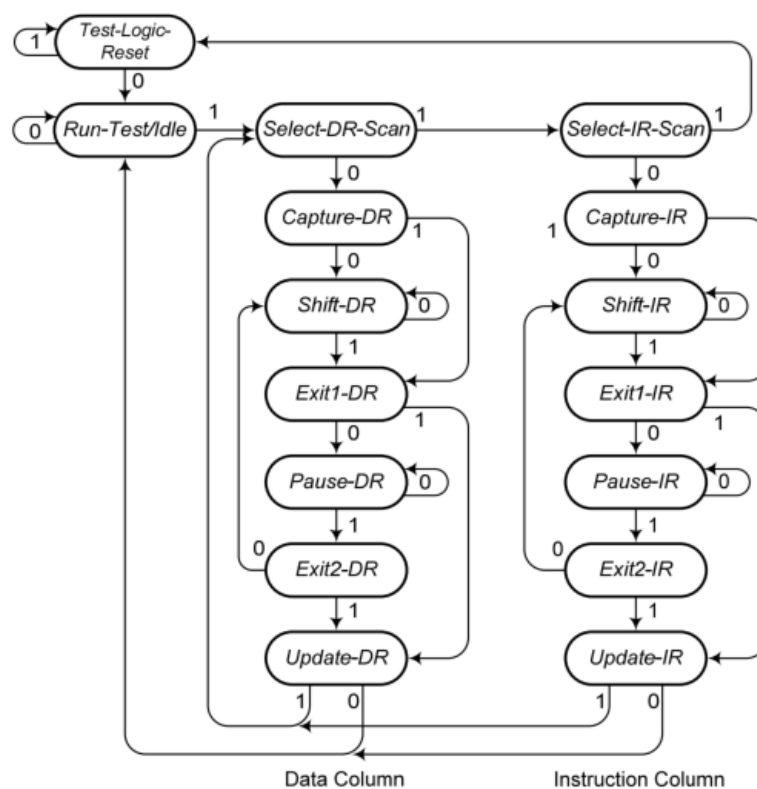 Test-Logic-
Reset
1
0
1
Run-Test/Idle
0
1
Select-DR-Scan
1
Select-IR-Scan
0
0
Capture-DR
1
1
Capture-IR
0
0
Shift-DR
0
Shift-IR
0
1
1
Exit1-DR
1
Exit1-IR
1
0
0
Pause-DR
0
Pause-IR
0
1
1
0
0
Exit2-DR
Exit2-IR
1
1
Update-DR
Update-IR
1
0
1
0
Data Column
Instruction Column